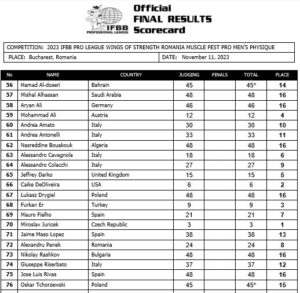 IFBB
PROFESSIONAL LEAGUE
Official
FINAL RESULTS
Scorecard
COMPETITION: 2023 IFBB PRO LEAGUE WINGS OF STRENGTH ROMANIA MUSCLE FEST PRO MEN'S PHYSIQUE
PLACE: Bucharest, Romania DATE: November 11, 2023
No NAME COUNTRY JUDGING FINALS TOTAL PLACE
56 Hamad Al-doseri Bahrain 45 45* 14
57 Mishal Alhassan Saudi Arabia 48 48 16
58 Aryan Ali Germany 46 46 16
59 Mohammad Ali Austria 12 12 4
60 Andrea Amato Italy 30 30 10
61 Andrea Antonelli Italy 33 33 11
62 Nasreddine Bouakouk Algeria 48 48 16
63 Alessandro Cavagnola Italy 18 18 6
64 Alessandro Colacchi Italy 27 27 9
65 Jeffrey Darko United Kingdom 15 15 5
66 Caike DeOliveira USA 6 6 2
67 Lukasz Drypel Poland 48 48 16
68 Furkan Er Turkey 9 9 3
69 Mauro Fialho Spain 21 21 7
70 Miroslav Juricek Czech Republic 3 3 1
71 Jaime Maso Lopez Spain 38 38 13
72 Alexandru Panek Romania 24 24 8
73 Nikolay Rashkov Bulgaria 48 48 16
74 Giuseppe Riserbato Italy 37 37 12
75 Jose Luis Rivas Spain 48 48 16
76 Oskar Tchorzewski Poland 45 45* 15